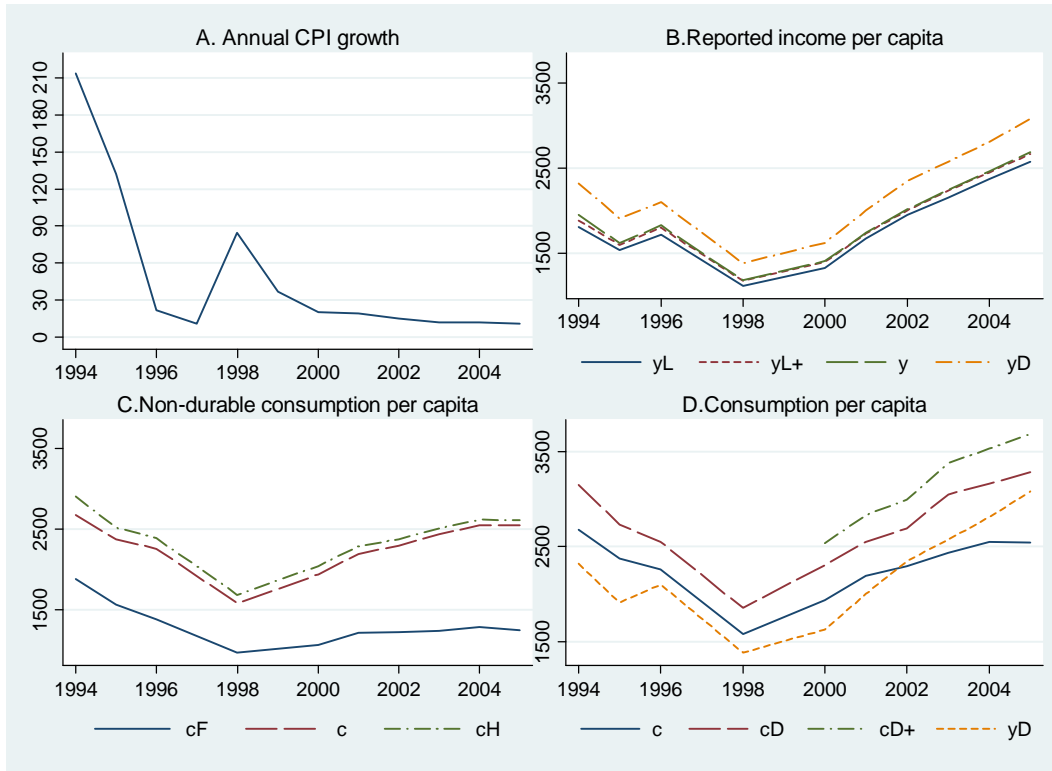 A. Annual CPI growth
210
180
150
120
90
60
30
0
1994 1996 1998 2000 2002 2004
B.Reported income per capita
3500
2500
1500
1994 1996 1998 2000 2002 2004
yL yL+ y yD
C.Non-durable consumption per capita
3500
2500
1500
1994 1996 1998 2000 2002 2004
cF c cH
D.Consumption per capita
3500
2500
1500
1994 1996 1998 2000 2002 2004
c cD cD+ yD